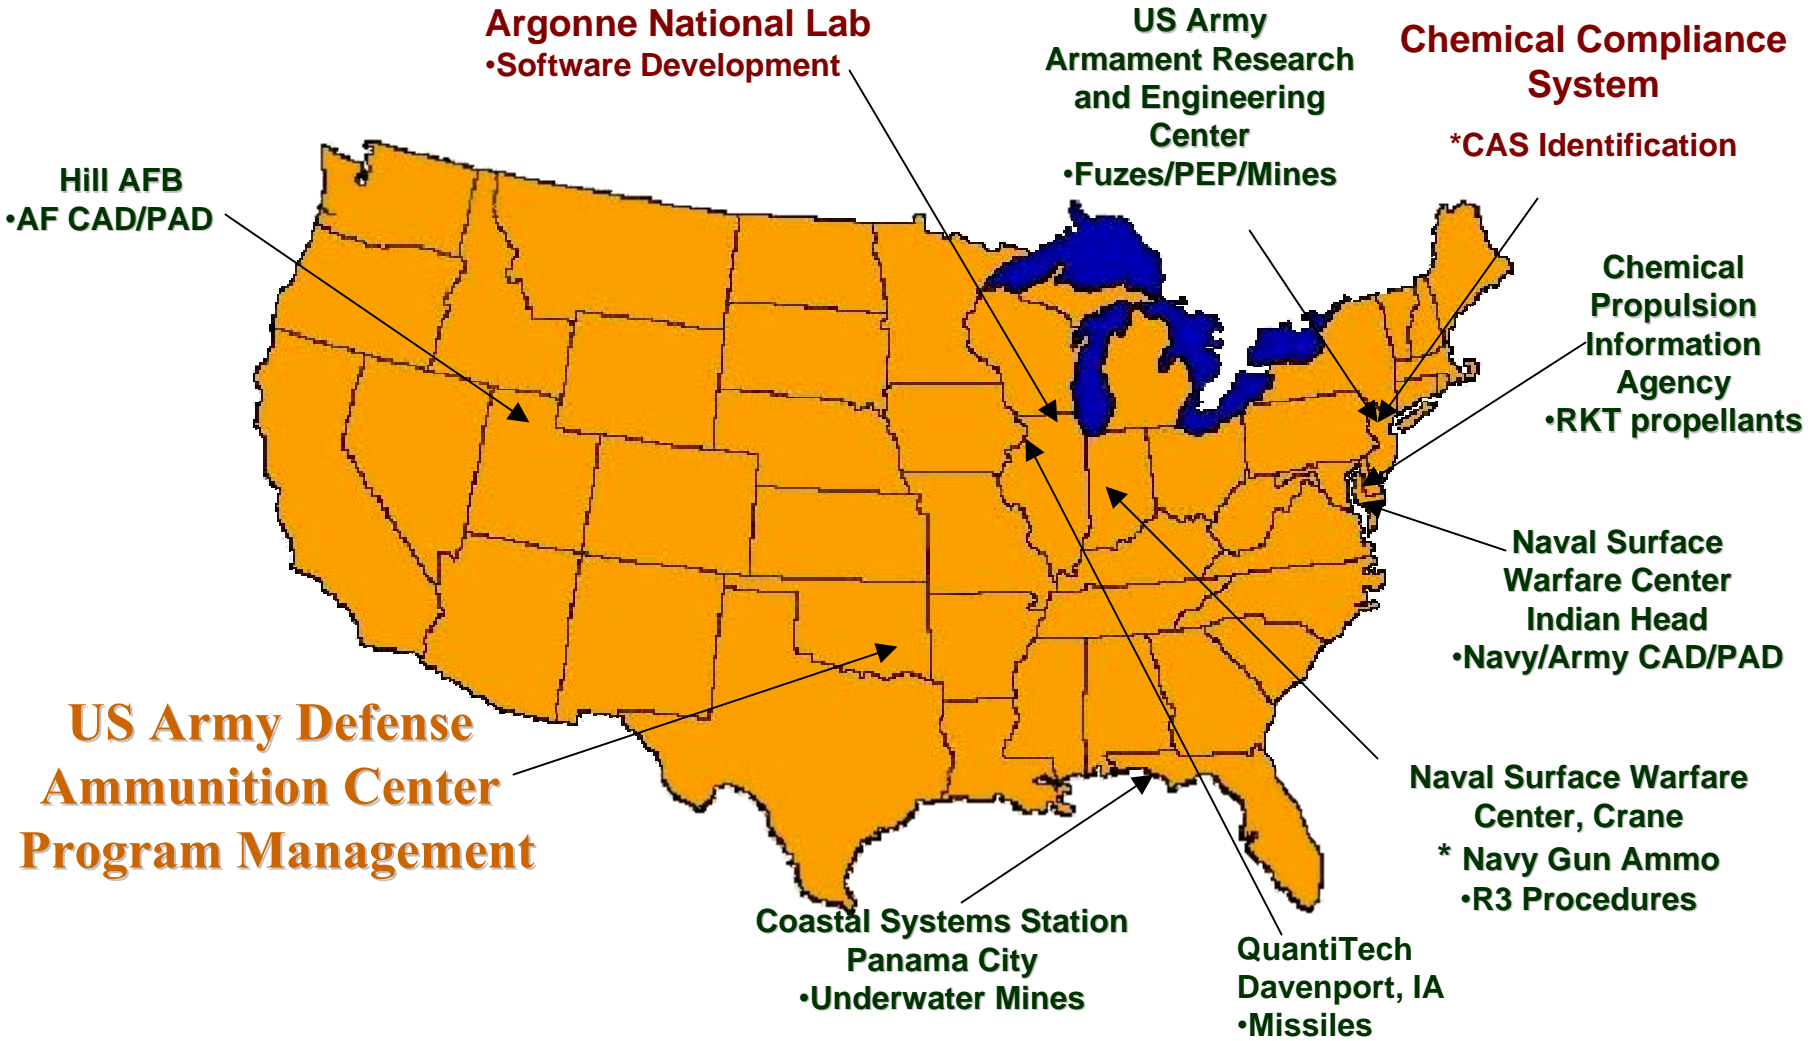 Argonne National Lab
•Software Development
US Army
Armament Research
and Engineering
Center
•Fuzes/PEP/Mines
Chemical Compliance
System
*CAS Identification
Hill AFB
•AF CAD/PAD
Chemical
Propulsion
Information
Agency
•RKT propellants
Naval Surface
Warfare Center
Indian Head
•Navy/Army CAD/PAD
US Army Defense
Ammunition Center
Program Management
Naval Surface Warfare
Center, Crane
* Navy Gun Ammo
•R3 Procedures
Coastal Systems Station
Panama City
•Underwater Mines
QuantiTech
Davenport, IA
•Missiles